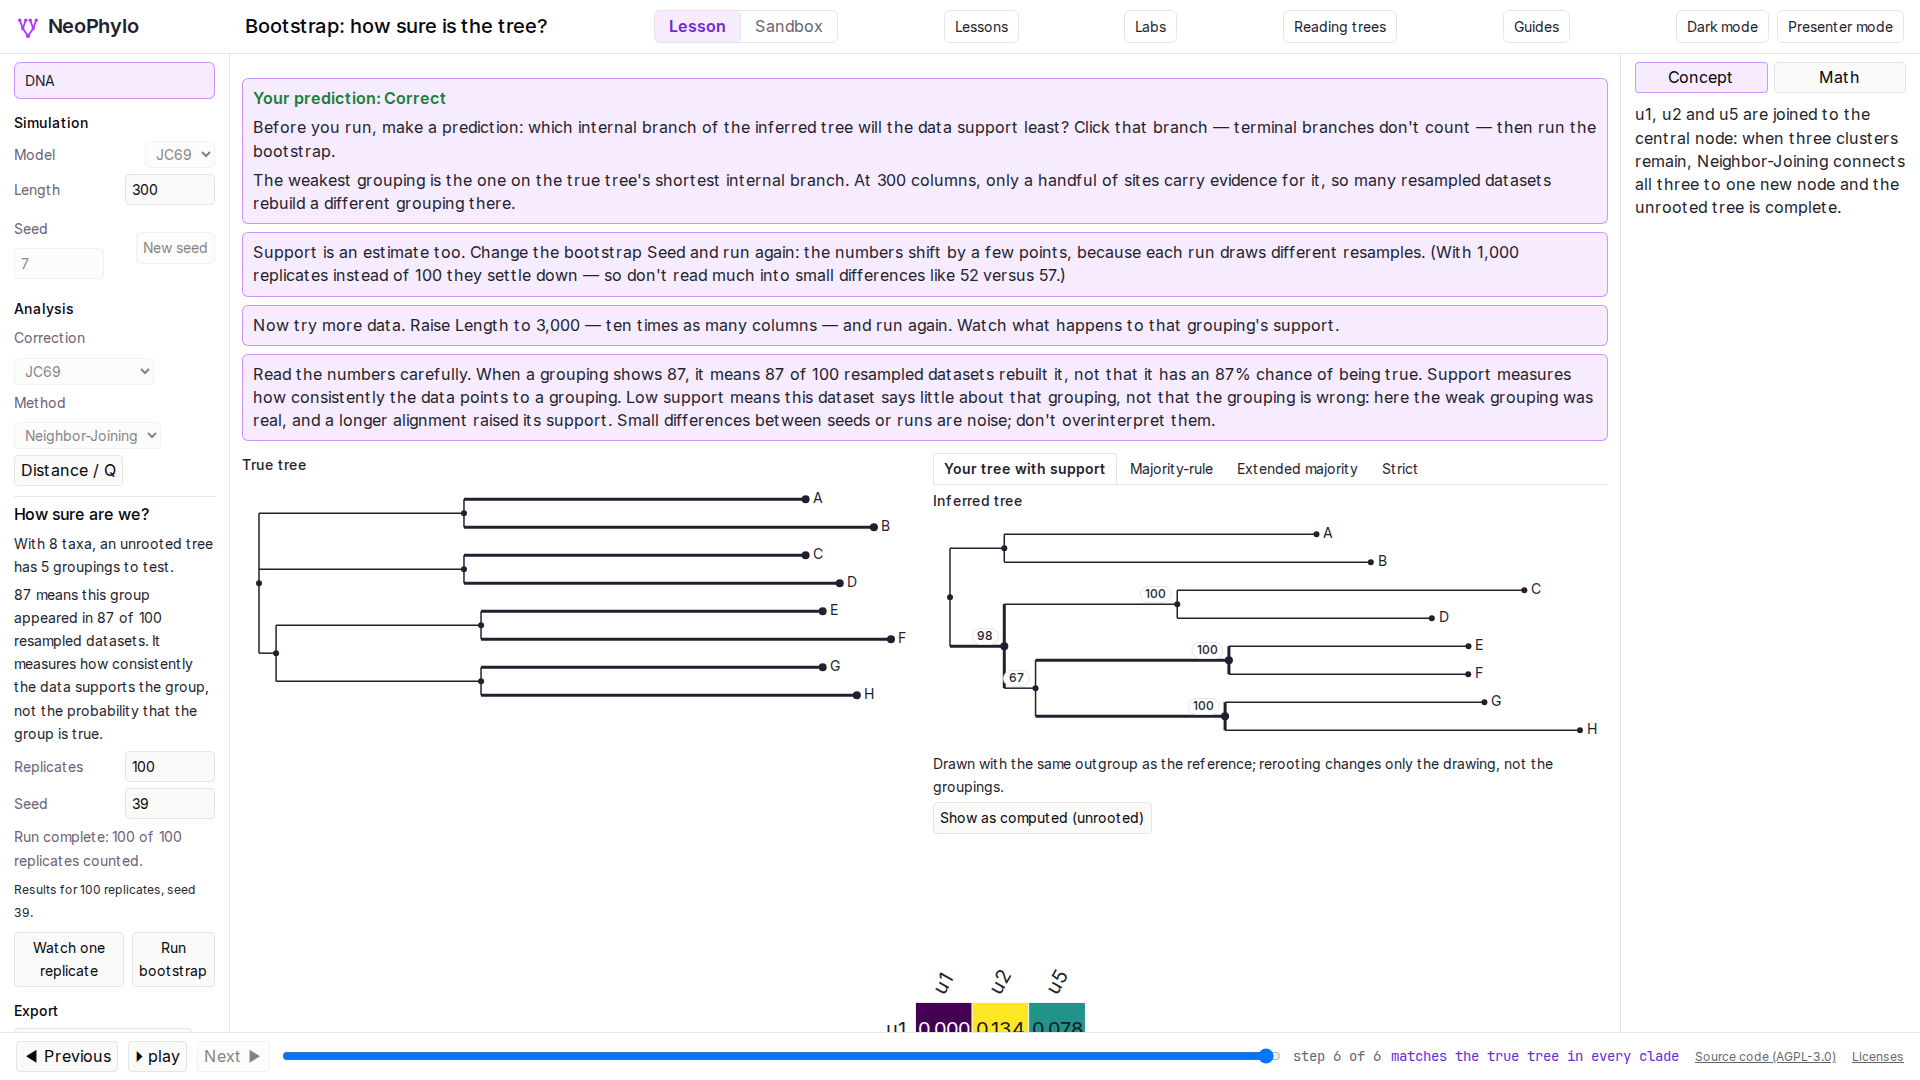 NeoPhylo
Bootstrap: how sure is the tree?
Lesson
Sandbox
Lessons
Labs
Reading trees
Guides
Dark mode
Presenter mode
DNA
Simulation
Model
JC69
Length
300
Seed
7
New seed
Analysis
Correction
JC69
Method
Neighbor-Joining
Distance / Q
How sure are we?
With 8 taxa, an unrooted tree
has 5 groupings to test.
87 means this group
appeared in 87 of 100
resampled datasets. It
measures how consistently
the data supports the group,
not the probability that the
group is true.
Replicates
100
Seed
39
Run complete: 100 of 100
replicates counted.
Results for 100 replicates, seed
39.
Watch one
replicate
Run
bootstrap
Export
Your prediction: Correct
Before you run, make a prediction: which internal branch of the inferred tree will the data support least? Click that branch — terminal branches don't count — then run the
bootstrap.
The weakest grouping is the one on the true tree's shortest internal branch. At 300 columns, only a handful of sites carry evidence for it, so many resampled datasets
rebuild a different grouping there.
Support is an estimate too. Change the bootstrap Seed and run again: the numbers shift by a few points, because each run draws different resamples. (With 1,000
replicates instead of 100 they settle down — so don't read much into small differences like 52 versus 57.)
Now try more data. Raise Length to 3,000 — ten times as many columns — and run again. Watch what happens to that grouping's support.
Read the numbers carefully. When a grouping shows 87, it means 87 of 100 resampled datasets rebuilt it, not that it has an 87% chance of being true. Support measures
how consistently the data points to a grouping. Low support means this dataset says little about that grouping, not that the grouping is wrong: here the weak grouping was
real, and a longer alignment raised its support. Small differences between seeds or runs are noise; don't overinterpret them.
True tree
A
B
C
D
E
F
G
H
Your tree with support
Majority-rule
Extended majority
Strict
Inferred tree
A
B
100
C
D
98
100
E
F
67
100
G
H
Drawn with the same outgroup as the reference; rerooting changes only the drawing, not the
groupings.
Show as computed (unrooted)
u1 u2 u5
u1 0.000 0.134 0.078
Concept
Math
u1, u2 and u5 are joined to the
central node: when three clusters
remain, Neighbor-Joining connects
all three to one new node and the
unrooted tree is complete.
Previous
play
Next
step 6 of 6
matches the true tree in every clade
Source code (AGPL-3.0)
Licenses